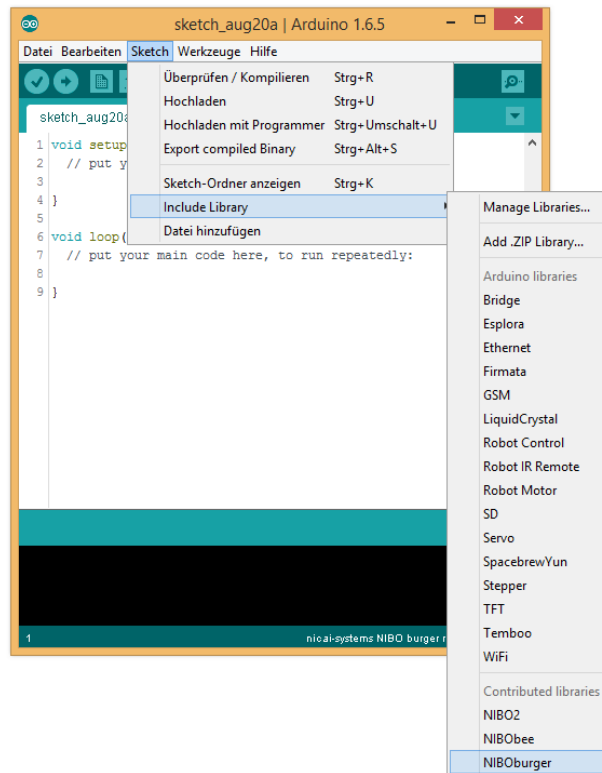 sketch_aug20a | Arduino 1.6.5
Datei Bearbeiten Sketch Werkzeuge Hilfe
Überprüfen / Kompilieren Strg+R
Hochladen Strg+U
Hochladen mit Programmer Strg+Umschalt+U
Export compiled Binary Strg+Alt+S
Sketch-Ordner anzeigen Strg+K
Include Library
Datei hinzufügen
sketch_aug20a
1 void setup
2 // put y
3
4 }
5
6 void loop(
7 // put your main code here, to run repeatedly:
8
9 }
Manage Libraries...
Add .ZIP Library...
Arduino libraries
Bridge
Esplora
Ethernet
Firmata
GSM
LiquidCrystal
Robot Control
Robot IR Remote
Robot Motor
SD
Servo
SpacebrewYun
Stepper
TFT
Temboo
WiFi
Contributed libraries
NIBO2
NIBObee
NIBOburger
1 nicai-systems NIBO burger